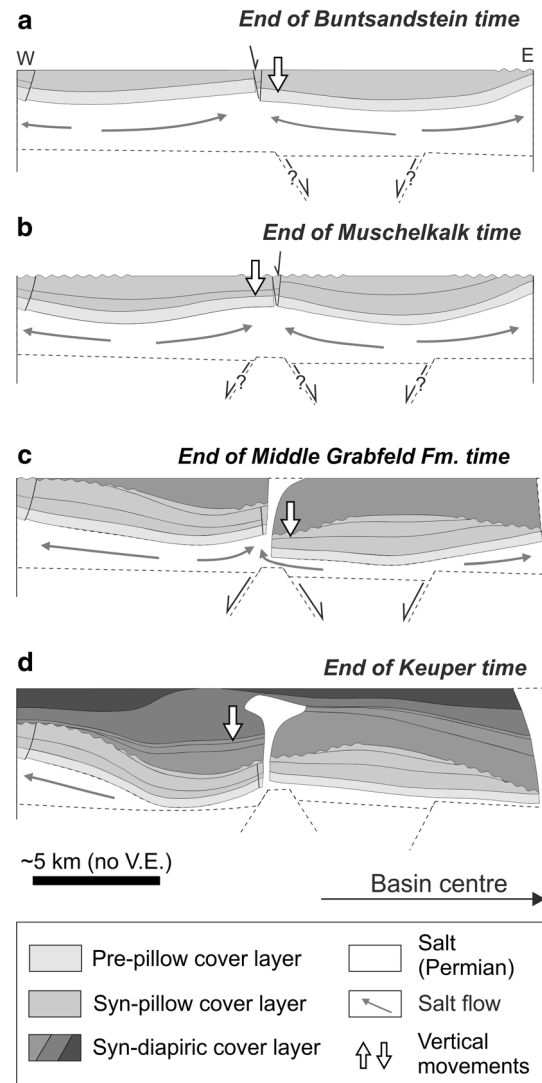 a
End of Buntsandstein time
W
E
?
?
b
End of Muschelkalk time
?
?
?
c
End of Middle Grabfeld Fm. time
d
End of Keuper time
~5 km (no V.E.)
Basin centre
Pre-pillow cover layer
Syn-pillow cover layer
Syn-diapiric cover layer
Salt
(Permian)
Salt flow
Vertical
movements